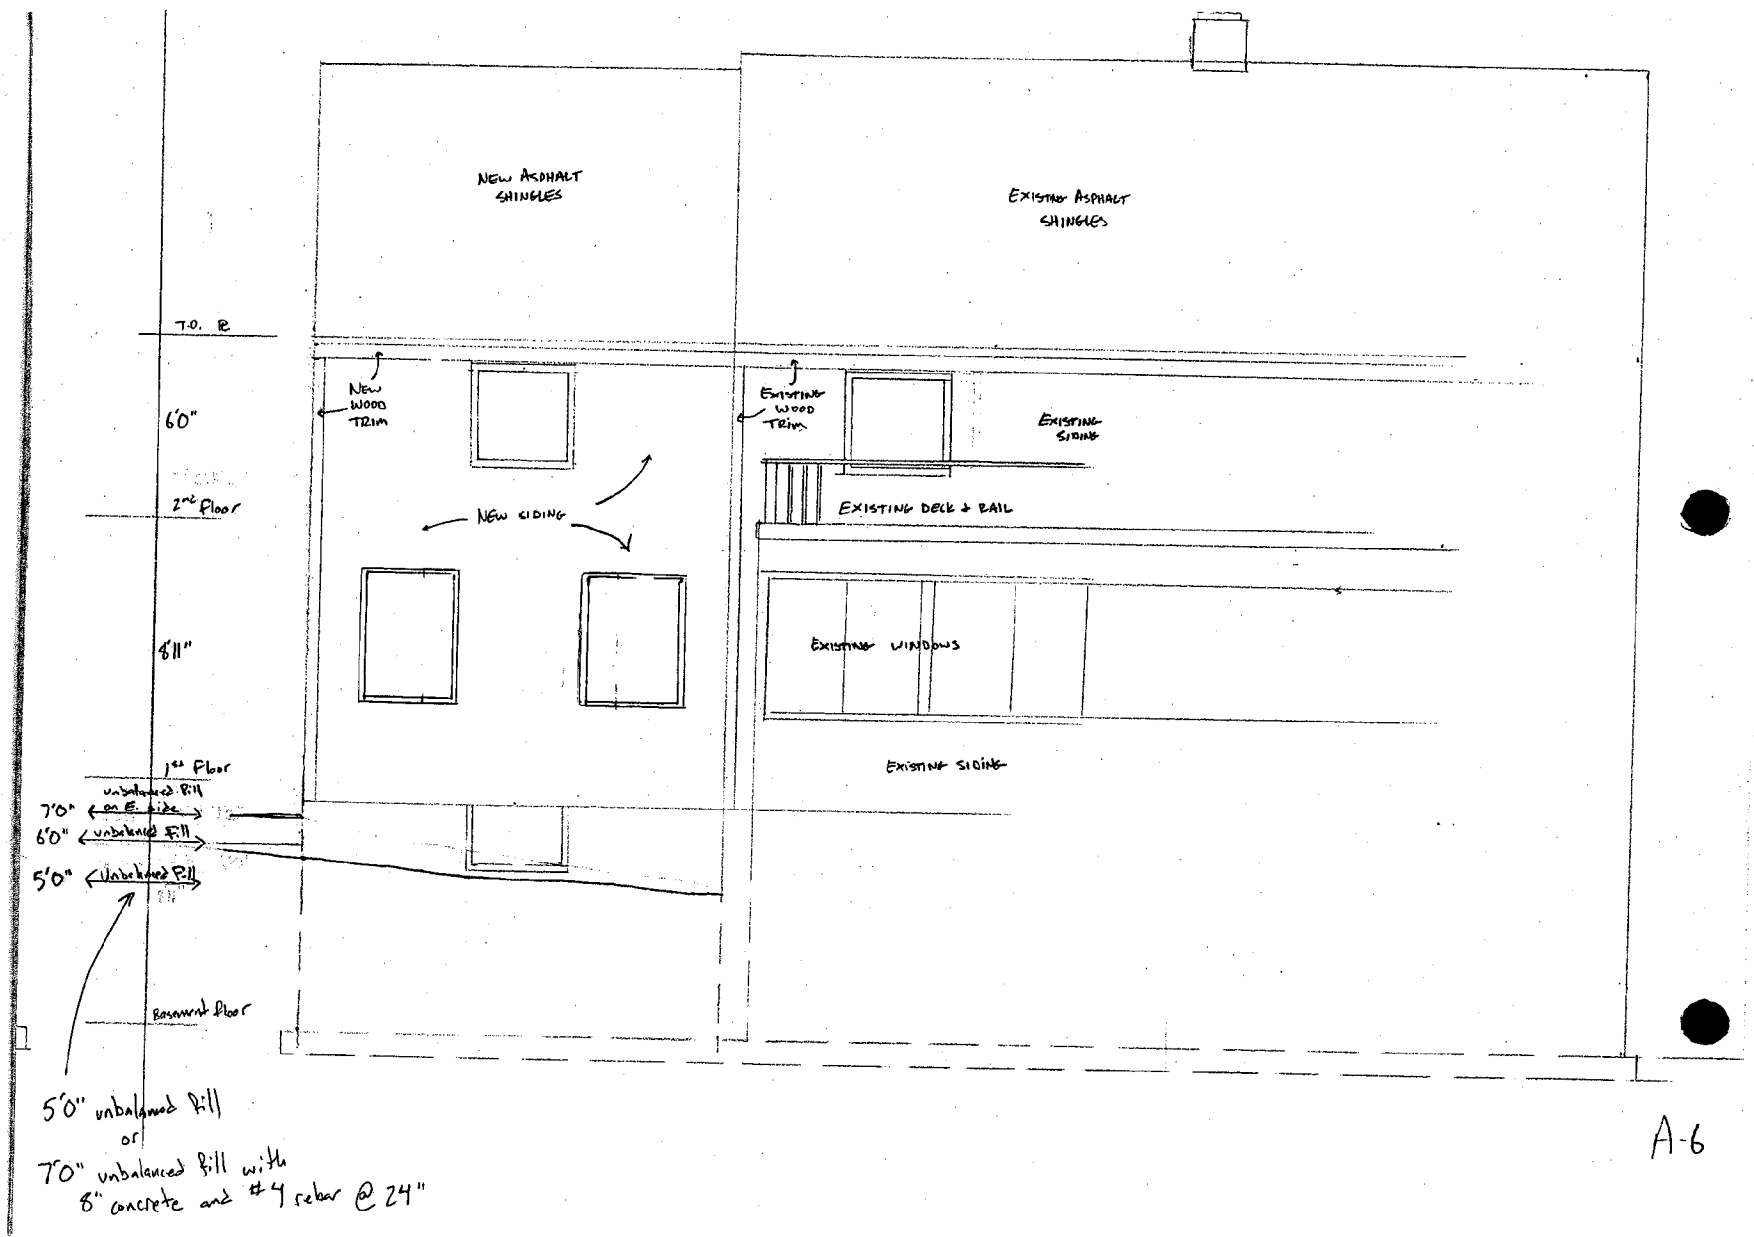 NEW ASPHALT
SHINGLES
EXISTING ASPHALT
SHINGLES
T.O. PL
NEW
WOOD
TRIM
EXISTING
WOOD
TRIM
EXISTING
SIDING
6'0"
2nd Floor
NEW SIDING
EXISTING DECK & RAIL
8'11"
EXISTING WINDOWS
1st Floor
EXISTING SIDING
unbalanced fill
7'0" on E. side
6'0" unbalanced fill
5'0" Unbalanced fill
Basement floor
5'0" unbalanced fill
or
7'0" unbalanced fill with
8" concrete and #4 rebar @ 24"
A-6